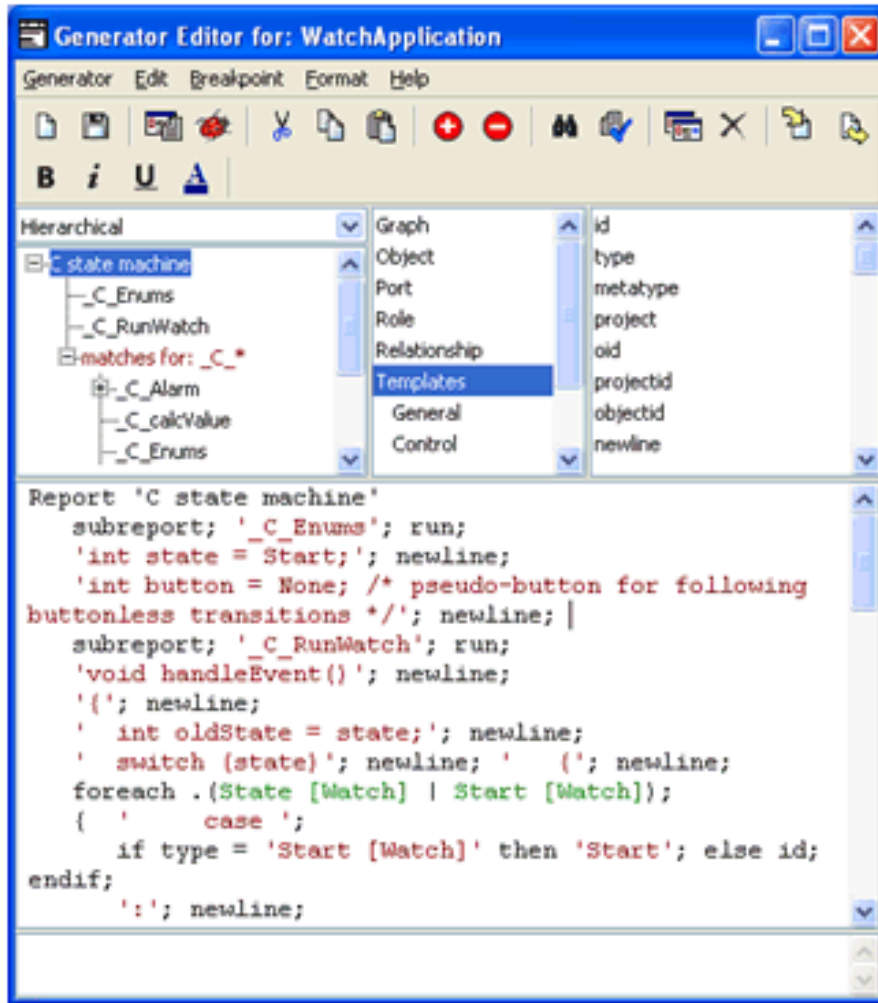 Generator Editor for: WatchApplication
Generator Edit Breakpoint Format Help
B i U A
Hierarchical
C state machine
_C_Enums
_C_RunWatch
matches for: _C_*
_C_Alarm
_C_calcValue
_C_Enums
Graph
Object
Port
Role
Relationship
Templates
General
Control
id
type
metatype
project
oid
projectid
objectid
newline
Report 'C state machine'
subreport; '_C_Enums'; run;
'int state = Start;'; newline;
'int button = None; /* pseudo-button for following
buttonless transitions */'; newline;
subreport; '_C_RunWatch'; run;
'void handleEvent()'; newline;
'{'; newline;
'  int oldState = state;'; newline;
'  switch (state)'; newline; '   {'; newline;
foreach .(State [Watch] | Start [Watch]);
{  '     case ';
if type = 'Start [Watch]' then 'Start'; else id;
endif;
':'; newline;